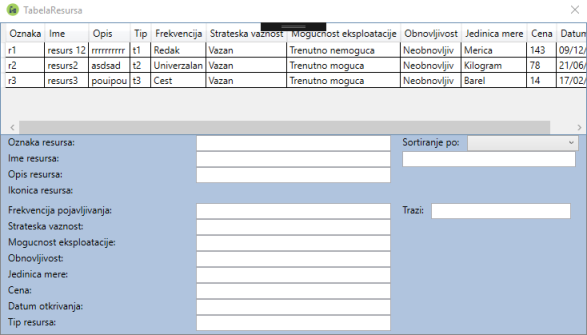 TabelaResursa
Oznaka Ime Opis Tip Frekvencija Strateska vaznost Mogucnost eksploatacije Obnovljivost Jedinica mere Cena Datum
r1 resurs 12 rrrrrrrrrr t1 Redak Vazan Trenutno nemoguca Neobnovljiv Merica 143 09/12/
r2 resurs2 asdsad t2 Univerzalan Vazan Trenutno moguca Neobnovljiv Kilogram 78 21/06/
r3 resurs3 pouipou t3 Cest Vazan Trenutno moguca Neobnovljiv Barel 14 17/02/
Oznaka resursa: Sortiranje po:
Ime resursa:
Opis resursa:
Ikonica resursa:
Frekvencija pojavljivanja: Trazi:
Strateska vaznost:
Mogucnost eksploatacije:
Obnovljivost:
Jedinica mere:
Cena:
Datum otkrivanja:
Tip resursa: